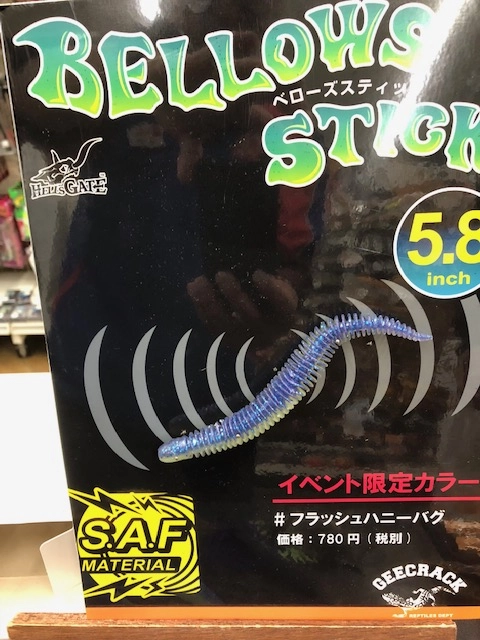 BELLOWS
ベローズスティッ
STICK
HELL'S GATE
5.8
inch
イベント限定カラー
#フラッシュハニーバグ
価格：780円（税別）
S.A.F
MATERIAL
GEECRACK
REPTILES DEPT